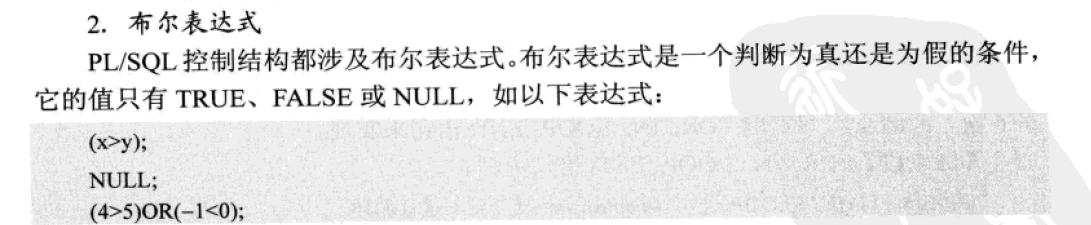 2. 布尔表达式
PL/SQL 控制结构都涉及布尔表达式。布尔表达式是一个判断为真还是为假的条件，
它的值只有 TRUE、FALSE 或 NULL，如以下表达式：
(x>y);
NULL;
(4>5)OR(−1<0);